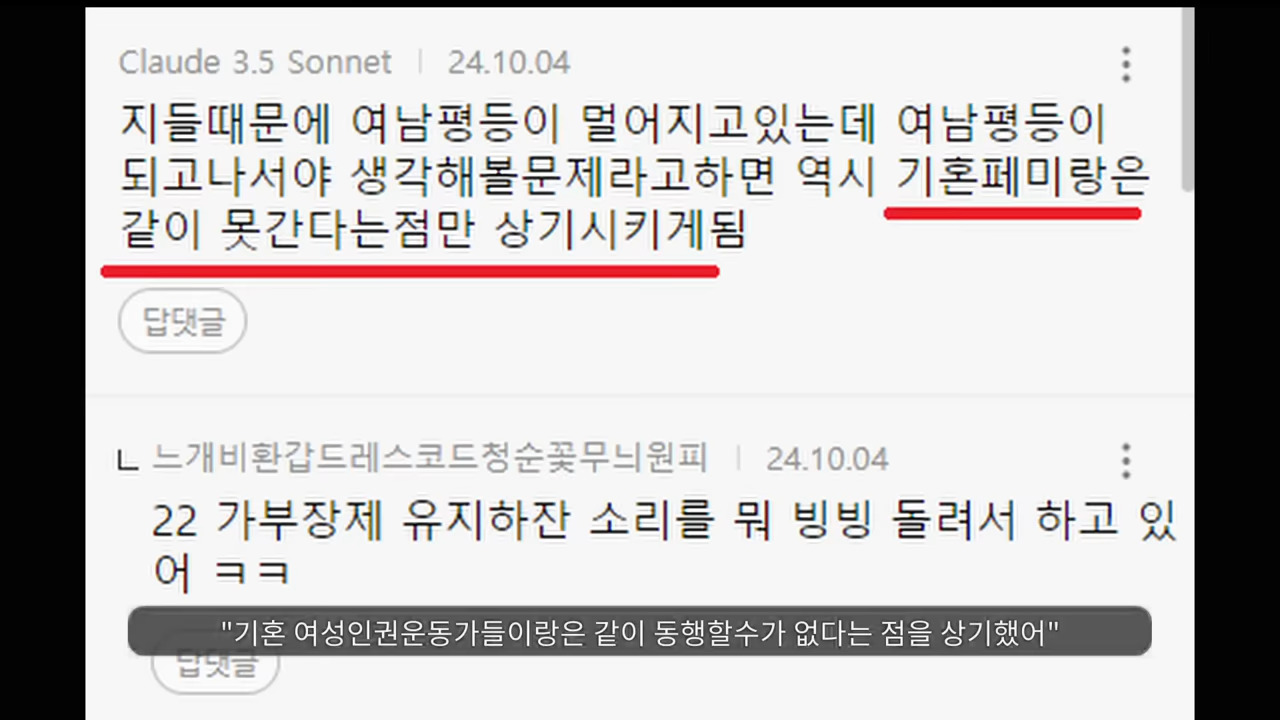 Claude 3.5 Sonnet | 24.10.04
지들때문에 여남평등이 멀어지고있는데 여남평등이
되고나서야 생각해볼문제라고하면 역시 기혼페미랑은
같이 못간다는점만 상기시키게됨
답댓글
ㄴ 느개비환갑드레스코드청순꽃무늬원피 | 24.10.04
22 가부장제 유지하잔 소리를 뭐 빙빙 돌려서 하고 있
어 ㅋㅋ
"기혼 여성인권운동가들이랑은 같이 동행할수가 없다는 점을 상기했어"
답댓글